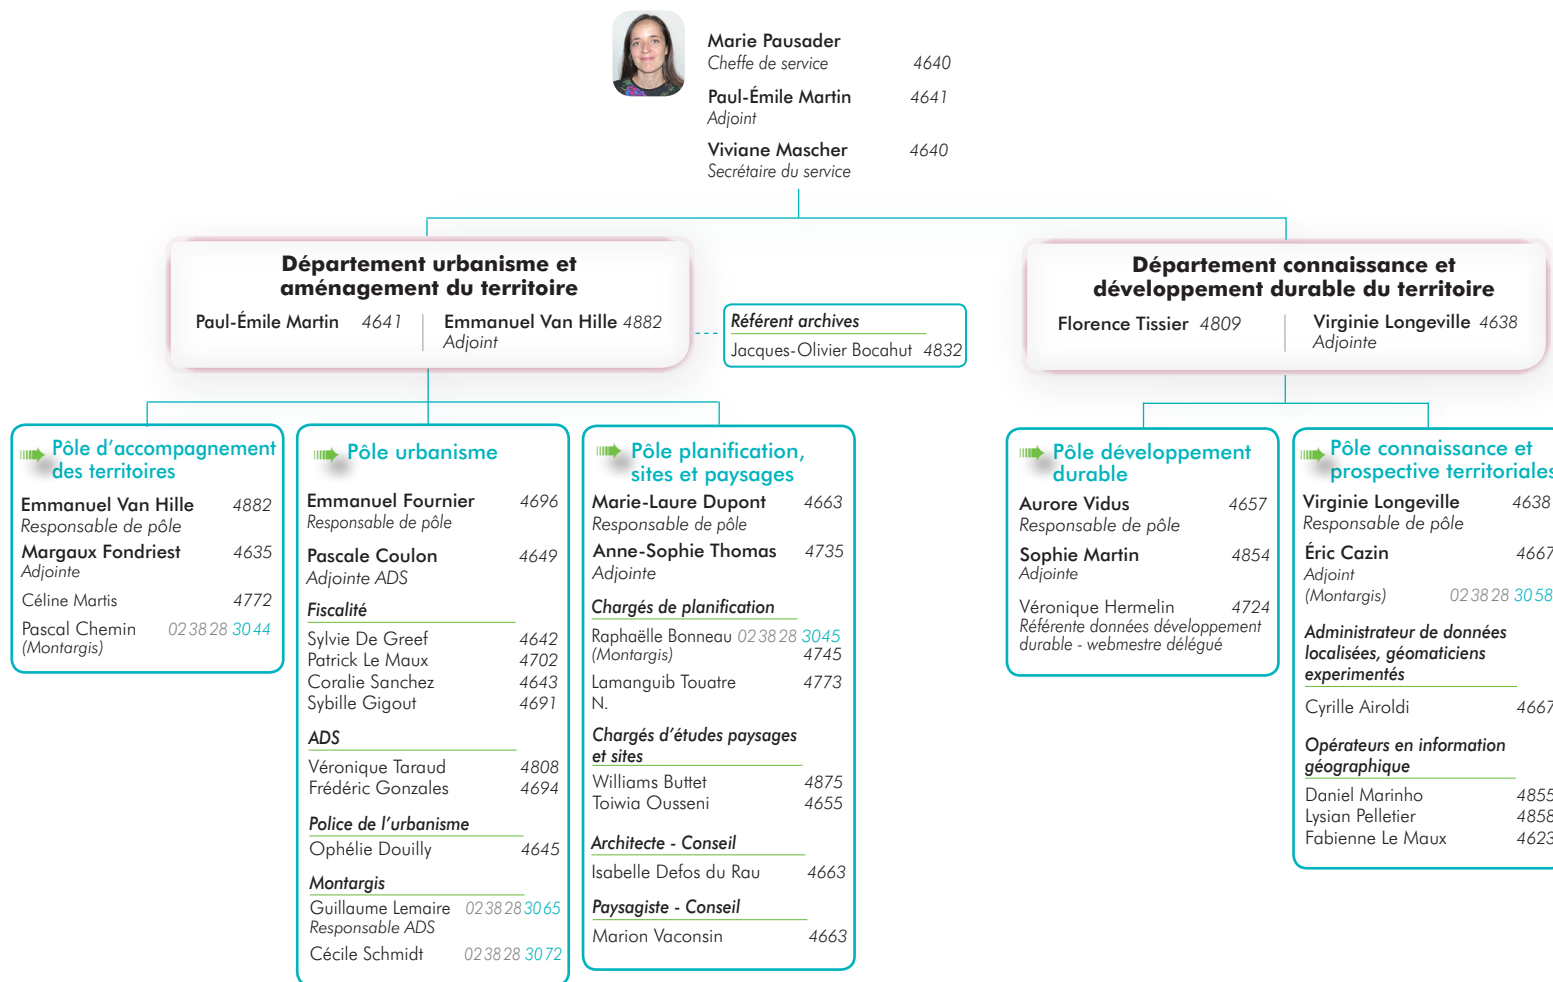 Marie Pausader
Cheffe de service 4640
Paul-Émile Martin 4641
Adjoint
Viviane Mascher 4640
Secrétaire du service
Département urbanisme et
aménagement du territoire
Paul-Émile Martin 4641
Emmanuel Van Hille 4882
Adjoint
Référent archives
Jacques-Olivier Bocahut 4832
Département connaissance et
développement durable du territoire
Florence Tissier 4809
Virginie Longeville 4638
Adjointe
Pôle d’accompagnement
des territoires
Emmanuel Van Hille 4882
Responsable de pôle
Margaux Fondriest 4635
Adjointe
Céline Martis 4772
Pascal Chemin 02 38 28 30 44
(Montargis)
Pôle urbanisme
Emmanuel Fournier 4696
Responsable de pôle
Pascale Coulon 4649
Adjointe ADS
Fiscalité
Sylvie De Greef 4642
Patrick Le Maux 4702
Coralie Sanchez 4643
Sybille Gigout 4691
ADS
Véronique Taraud 4808
Frédéric Gonzales 4694
Police de l’urbanisme
Ophélie Douilly 4645
Montargis
Guillaume Lemaire 02 38 28 30 65
Responsable ADS
Cécile Schmidt 02 38 28 30 72
Pôle planification,
sites et paysages
Marie-Laure Dupont 4663
Responsable de pôle
Anne-Sophie Thomas 4735
Adjointe
Chargés de planification
Raphaëlle Bonneau 02 38 28 3045
(Montargis) 4745
Lamanguib Touatre 4773
N.
Chargés d’études paysages
et sites
Williams Buttet 4875
Toiwia Ousseni 4655
Architecte - Conseil
Isabelle Defos du Rau 4663
Paysagiste - Conseil
Marion Vaconsin 4663
Pôle développement
durable
Aurore Vidus 4657
Responsable de pôle
Sophie Martin 4854
Adjointe
Véronique Hermelin 4724
Référente données développement
durable - webmestre délégué
Pôle connaissance et
prospective territoriales
Virginie Longeville 4638
Responsable de pôle
Éric Cazin 4667
Adjoint
(Montargis) 02 38 28 30 58
Administrateur de données
localisées, géomaticiens
experimentés
Cyrille Airoldi 4667
Opérateurs en information
géographique
Daniel Marinho 4855
Lysian Pelletier 4858
Fabienne Le Maux 4623